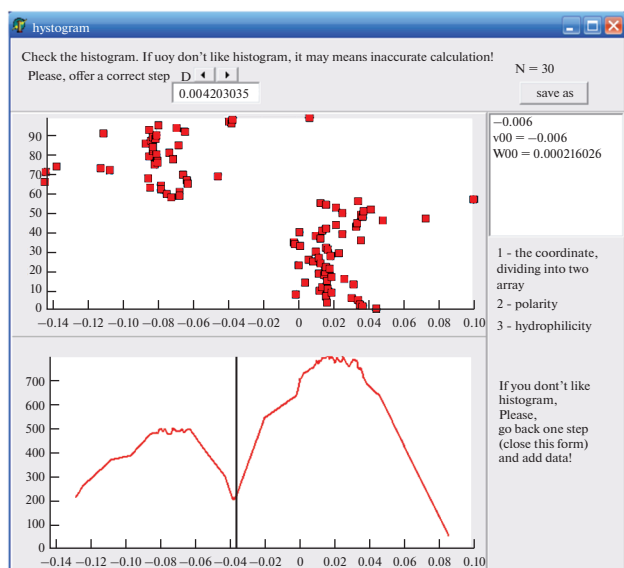 hystogram
Check the histogram. If uoy don't like histogram, it may means inaccurate calculation!
Please, offer a correct step D
0.004203035
N = 30
save as
−0.006
v00 = −0.006
W00 = 0.000216026
1 - the coordinate,
dividing into two
array
2 - polarity
3 - hydrophilicity
90
80
70
60
50
40
30
20
10
0
−0.14 −0.12 −0.10 −0.08 −0.06 −0.04 −0.02 0 0.02 0.04 0.06 0.08 0.10
If you dont't like
histogram,
Please,
go back one step
(close this form)
and add data!
700
600
500
400
300
200
100
0
−0.14 −0.12 −0.10 −0.08 −0.06 −0.04 −0.02 0 0.02 0.04 0.06 0.08 0.10